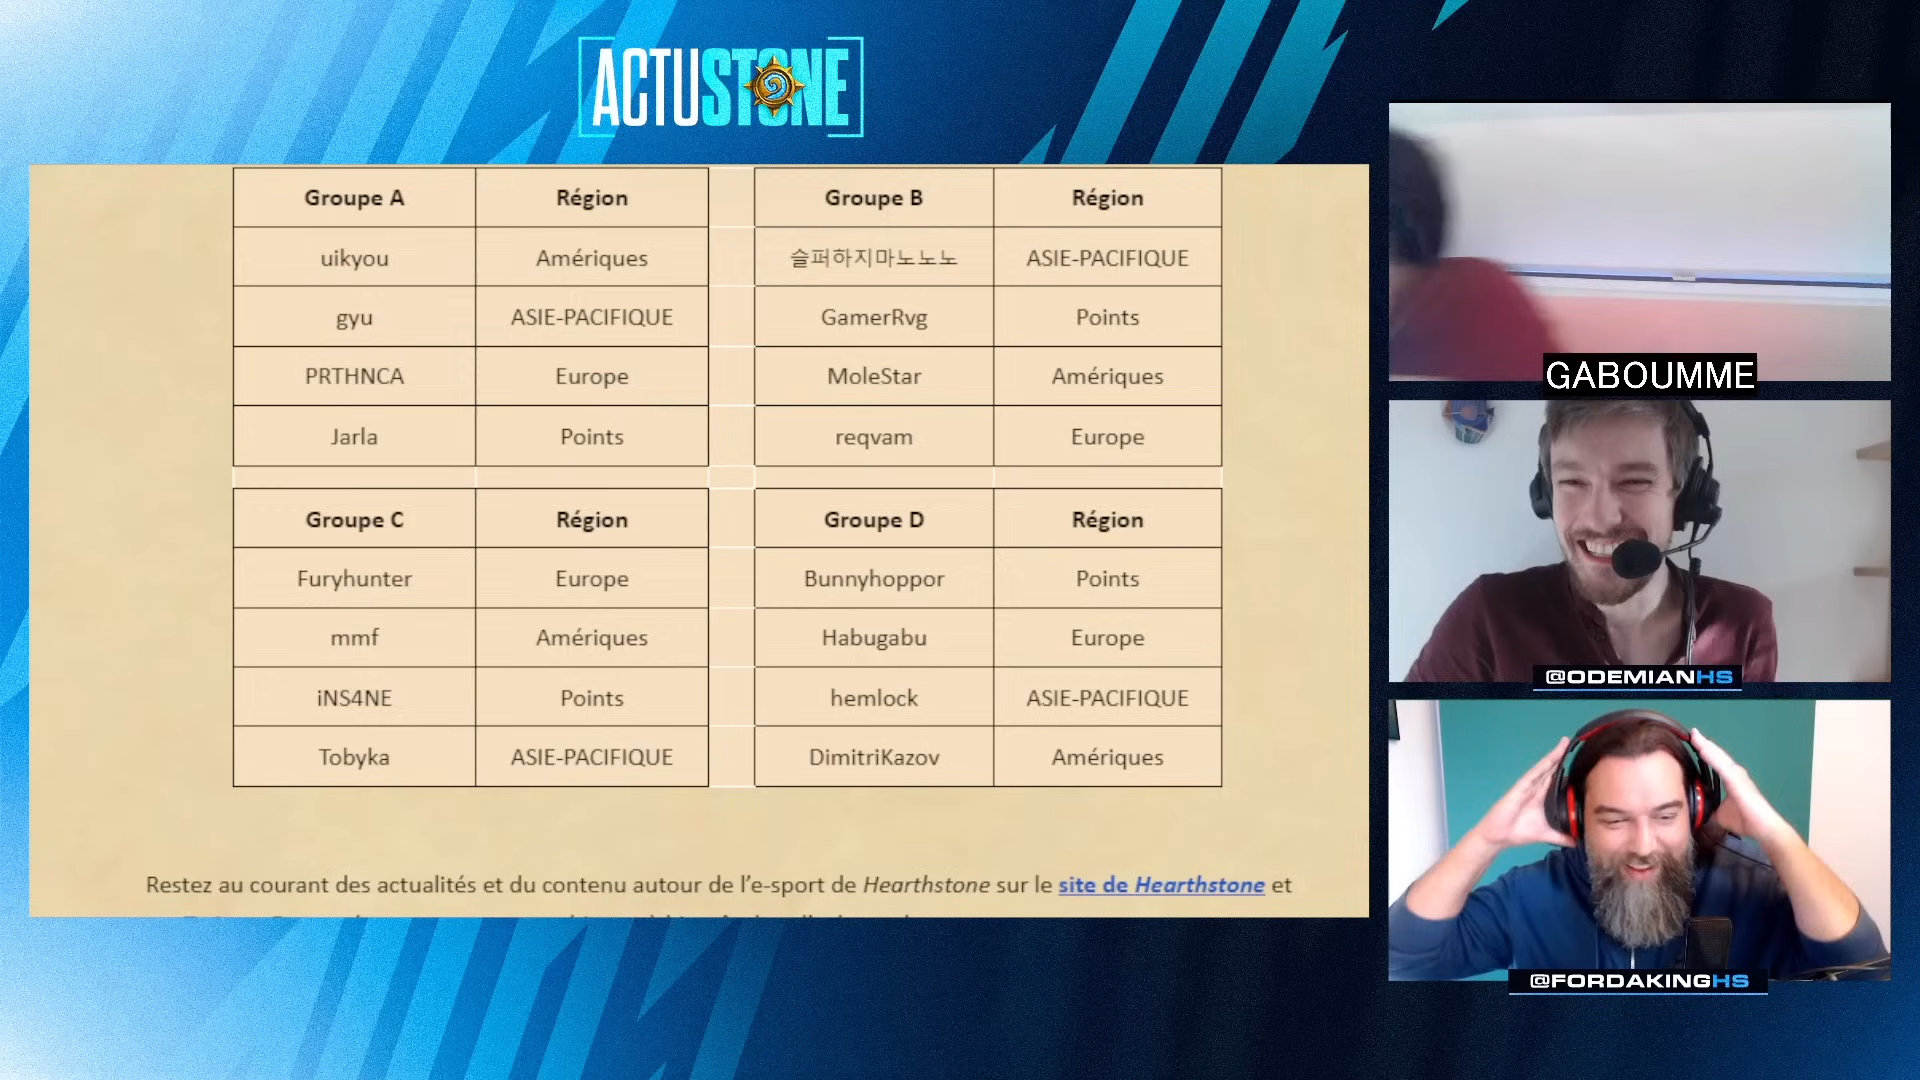 ACTUSTONE
Groupe A Région Groupe B Région
uikyou Amériques 슬퍼하지마노노노 ASIE-PACIFIQUE
gyu ASIE-PACIFIQUE GamerRvg Points
PRTHNCA Europe MoleStar Amériques
Jarla Points reqvam Europe
Groupe C Région Groupe D Région
Furyhunter Europe Bunnyhoppor Points
mmf Amériques Habugabu Europe
iNS4NE Points hemlock ASIE-PACIFIQUE
Tobyka ASIE-PACIFIQUE DimitriKazov Amériques
Restez au courant des actualités et du contenu autour de l’e-sport de Hearthstone sur le site de Hearthstone et
GABOUMME
@ODEMIANHS
@FORDAKINGHS